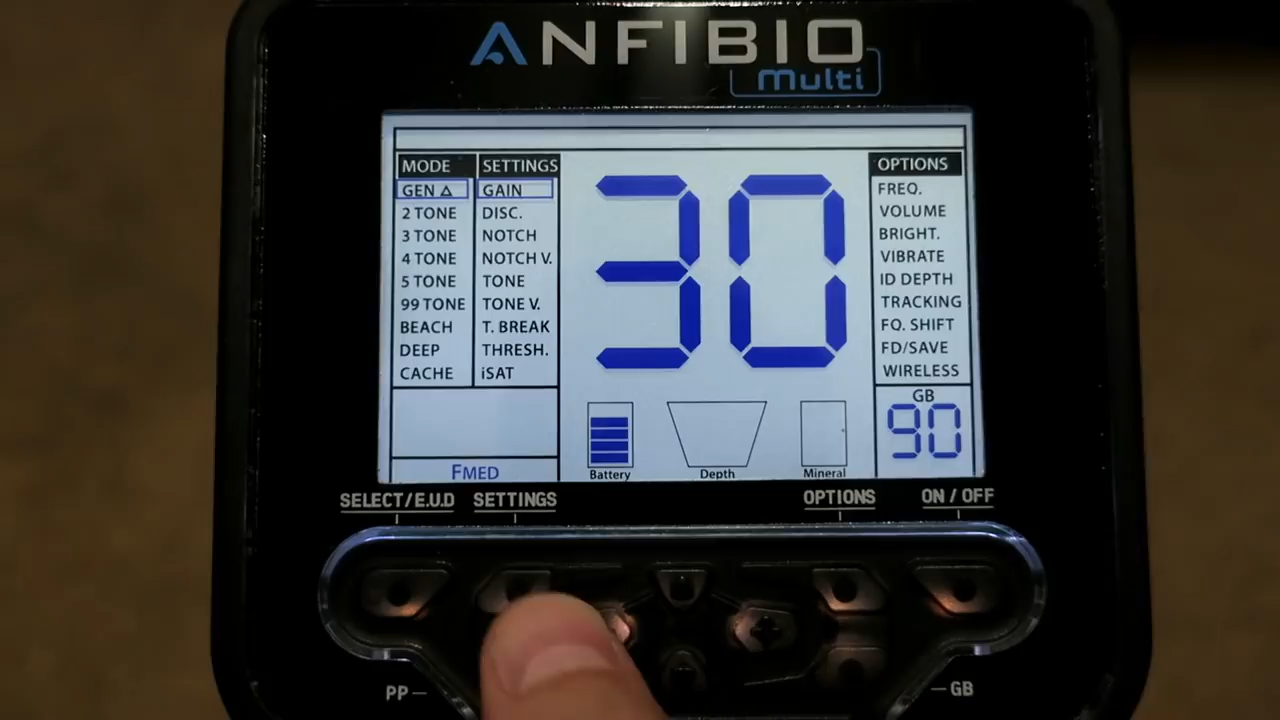 ANFIBIO
Multi
MODE
SETTINGS
OPTIONS
GEN △
GAIN
FREQ.
2 TONE
DISC.
VOLUME
3 TONE
NOTCH
BRIGHT.
4 TONE
NOTCH V.
VIBRATE
5 TONE
TONE
ID DEPTH
99 TONE
TONE V.
TRACKING
BEACH
T. BREAK
FQ. SHIFT
DEEP
THRESH.
FD/SAVE
CACHE
iSAT
WIRELESS
30
GB
90
FMED
Battery
Depth
Mineral
SELECT/E.U.D
SETTINGS
OPTIONS
ON / OFF
PP
GB